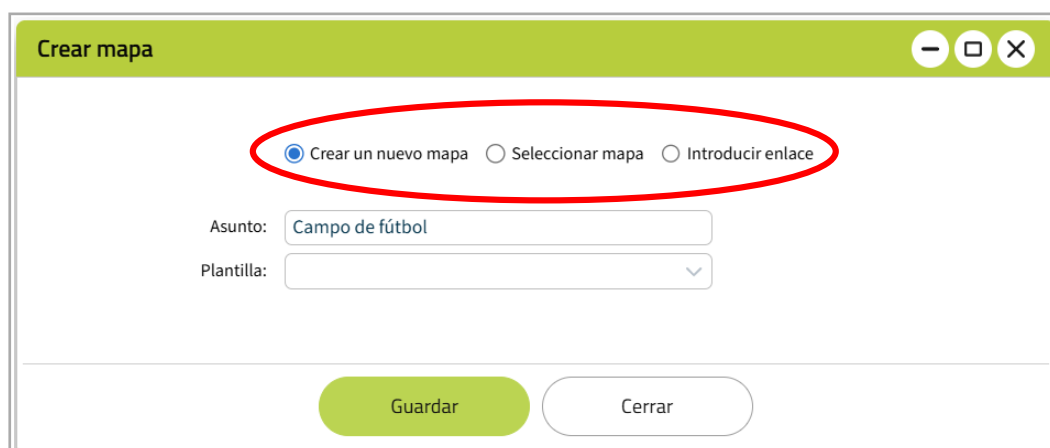 Crear mapa
Crear un nuevo mapa Seleccionar mapa Introducir enlace
Asunto: Campo de fútbol
Plantilla:
Guardar Cerrar